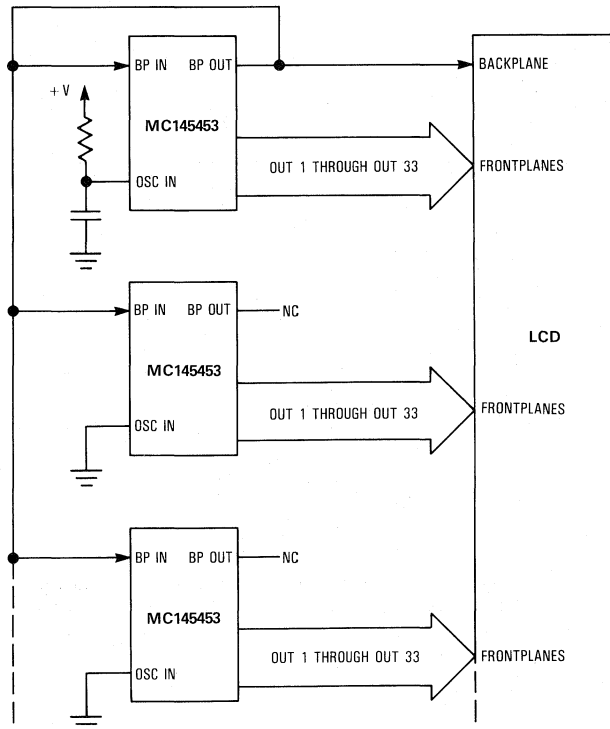 BP IN BP OUT BACKPLANE
+V
MC145453
OUT 1 THROUGH OUT 33 FRONTPLANES
OSC IN
BP IN BP OUT NC
LCD
MC145453
OUT 1 THROUGH OUT 33 FRONTPLANES
OSC IN
BP IN BP OUT NC
MC145453
OUT 1 THROUGH OUT 33 FRONTPLANES
OSC IN